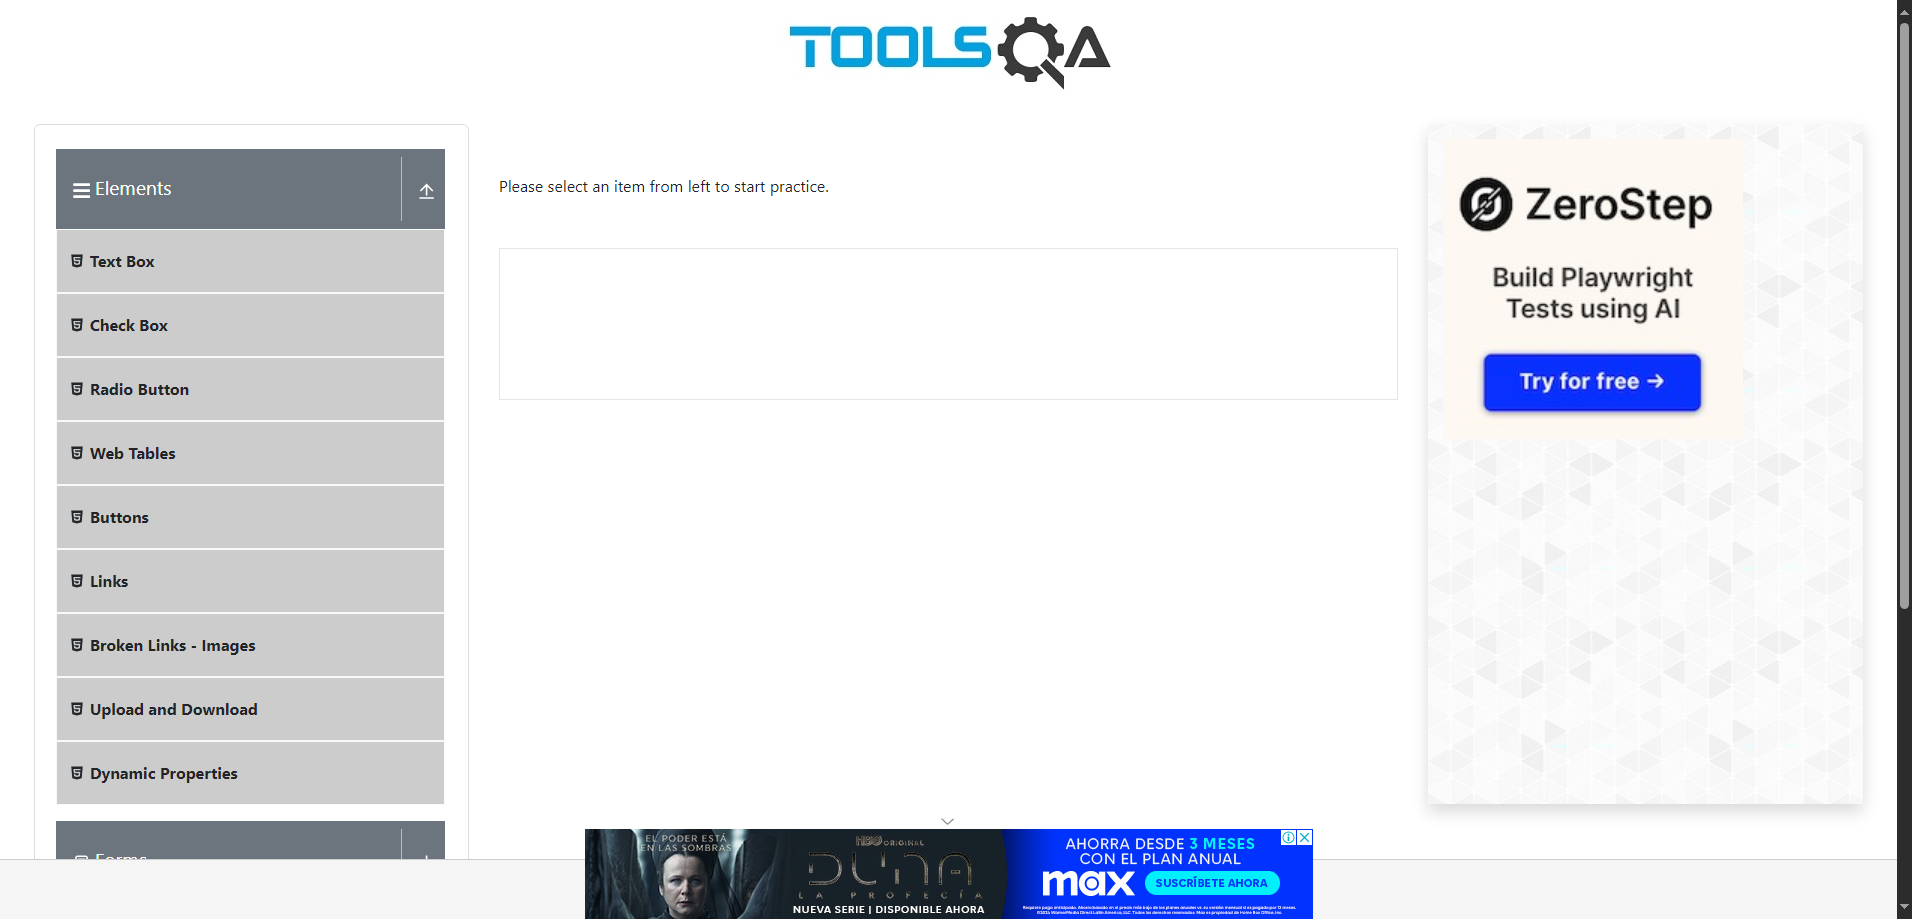 TOOLSQA
Elements
Text Box
Check Box
Radio Button
Web Tables
Buttons
Links
Broken Links - Images
Upload and Download
Dynamic Properties
Forms
Please select an item from left to start practice.
ZeroStep
Build Playwright
Tests using AI
Try for free →
EL PODER ESTÁ
EN LAS SOMBRAS
HBO ORIGINAL
DUNA
LA PROFECÍA
NUEVA SERIE | DISPONIBLE AHORA
AHORRA DESDE 3 MESES
CON EL PLAN ANUAL
max
SUSCRÍBETE AHORA